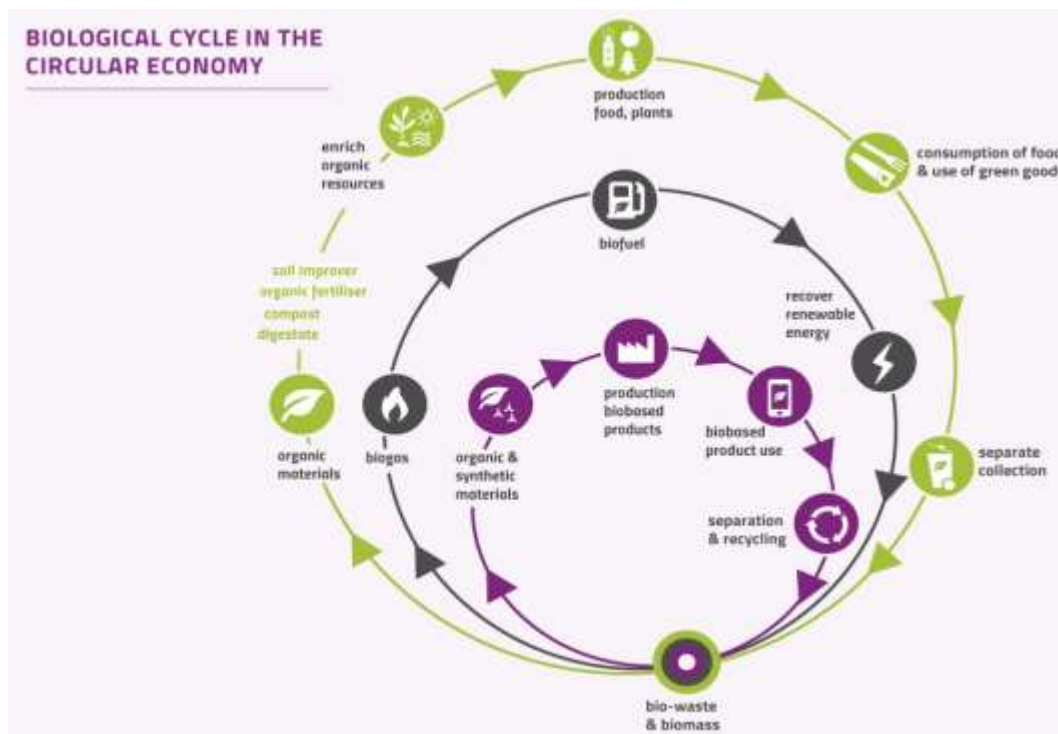 BIOLOGICAL CYCLE IN THE
CIRCULAR ECONOMY
production
food, plants
enrich
organic
resources
consumption of food
& use of green good
biofuel
soil improver
organic fertiliser
compost
digestate
recover
renewable
energy
production
biobased
products
biobased
product use
organic
materials
biogas
organic &
synthetic
materials
separate
collection
separation
& recycling
bio-waste
& biomass